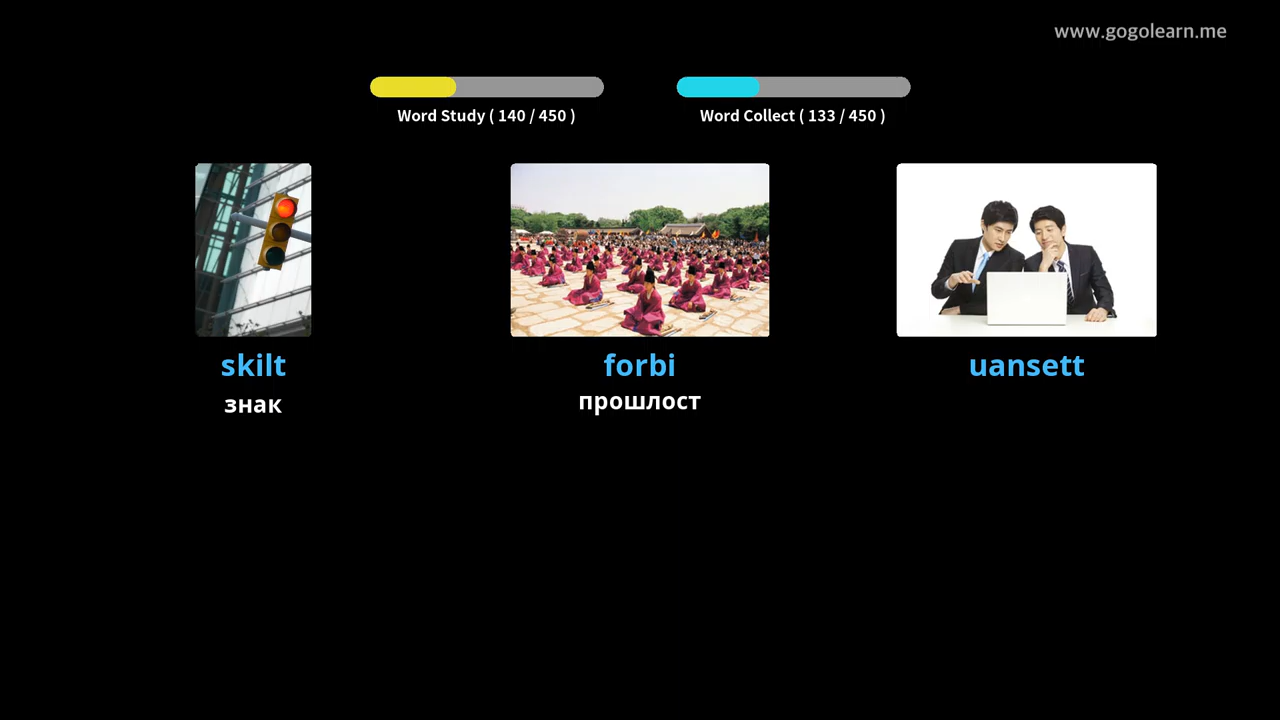 www.gogolearn.me
Word Study ( 140 / 450 )
Word Collect ( 133 / 450 )
skilt
forbi
uansett
знак
прошлост